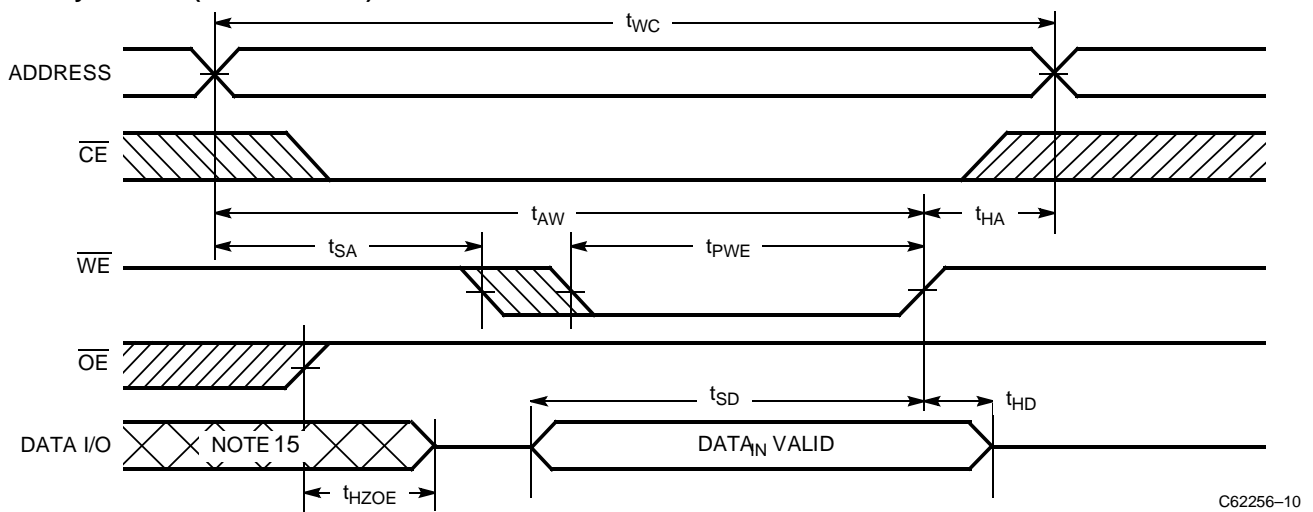 tWC
ADDRESS
CE
tAW
tHA
tSA
tPWE
WE
OE
tSD
tHD
DATA I/O
NOTE 15
DATAIN VALID
tHZOE
C62256–10